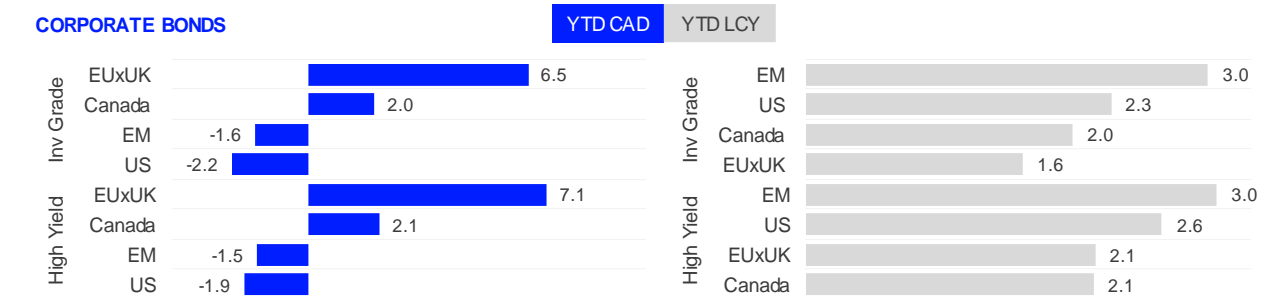 CORPORATE BONDS
YTD CAD
YTD LCY
Inv Grade
EUxUK 6.5
Canada 2.0
EM -1.6
US -2.2
High Yield
EUxUK 7.1
Canada 2.1
EM -1.5
US -1.9
Inv Grade
EM 3.0
US 2.3
Canada 2.0
EUxUK 1.6
High Yield
EM 3.0
US 2.6
EUxUK 2.1
Canada 2.1